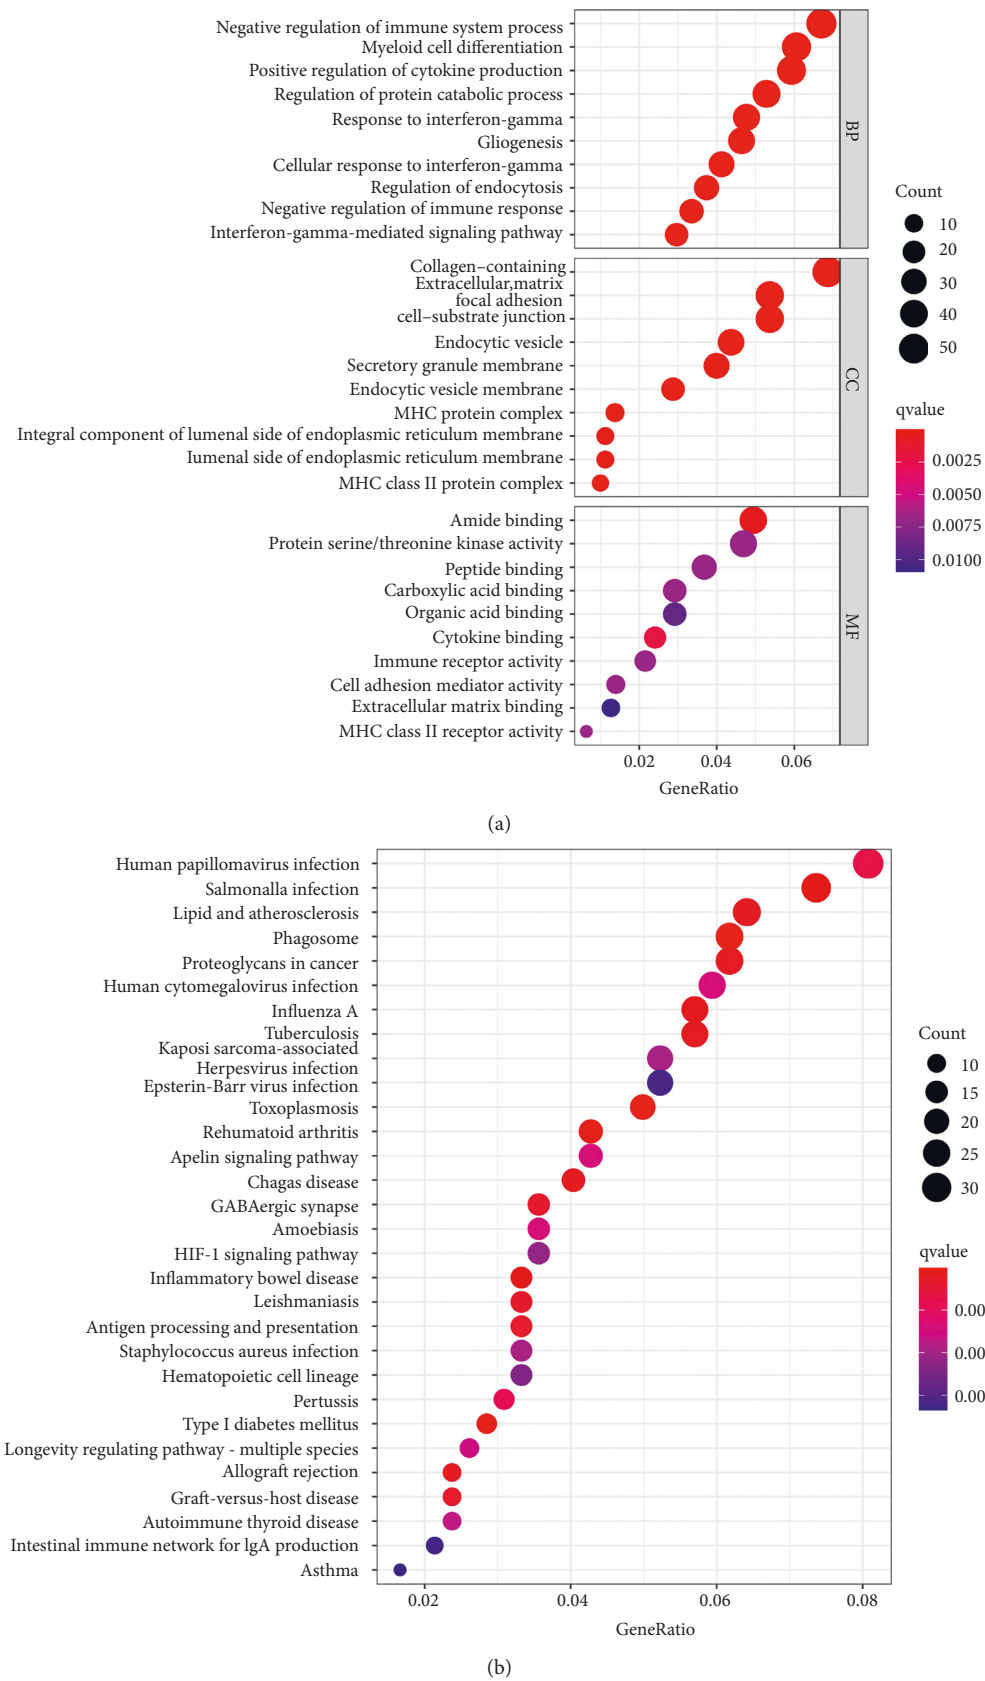 Negative regulation of immune system process
Myeloid cell differentiation
Positive regulation of cytokine production
Regulation of protein catabolic process
Response to interferon-gamma
Gliogenesis
Cellular response to interferon-gamma
Regulation of endocytosis
Negative regulation of immune response
Interferon-gamma-mediated signaling pathway
BP
Collagen–containing
Extracellular,matrix
focal adhesion
cell–substrate junction
Endocytic vesicle
Secretory granule membrane
Endocytic vesicle membrane
MHC protein complex
Integral component of lumenal side of endoplasmic reticulum membrane
Iumenal side of endoplasmic reticulum membrane
MHC class II protein complex
CC
Amide binding
Protein serine/threonine kinase activity
Peptide binding
Carboxylic acid binding
Organic acid binding
Cytokine binding
Immune receptor activity
Cell adhesion mediator activity
Extracellular matrix binding
MHC class II receptor activity
MF
0.02 0.04 0.06
GeneRatio
Count
10
20
30
40
50
qvalue
0.0025
0.0050
0.0075
0.0100
(a)
Human papillomavirus infection
Salmonalla infection
Lipid and atherosclerosis
Phagosome
Proteoglycans in cancer
Human cytomegalovirus infection
Influenza A
Tuberculosis
Kaposi sarcoma-associated
Herpesvirus infection
Epsterin-Barr virus infection
Toxoplasmosis
Rehumatoid arthritis
Apelin signaling pathway
Chagas disease
GABAergic synapse
Amoebiasis
HIF-1 signaling pathway
Inflammatory bowel disease
Leishmaniasis
Antigen processing and presentation
Staphylococcus aureus infection
Hematopoietic cell lineage
Pertussis
Type I diabetes mellitus
Longevity regulating pathway - multiple species
Allograft rejection
Graft-versus-host disease
Autoimmune thyroid disease
Intestinal immune network for lgA production
Asthma
0.02 0.04 0.06 0.08
GeneRatio
Count
10
15
20
25
30
qvalue
0.00
0.00
0.00
(b)